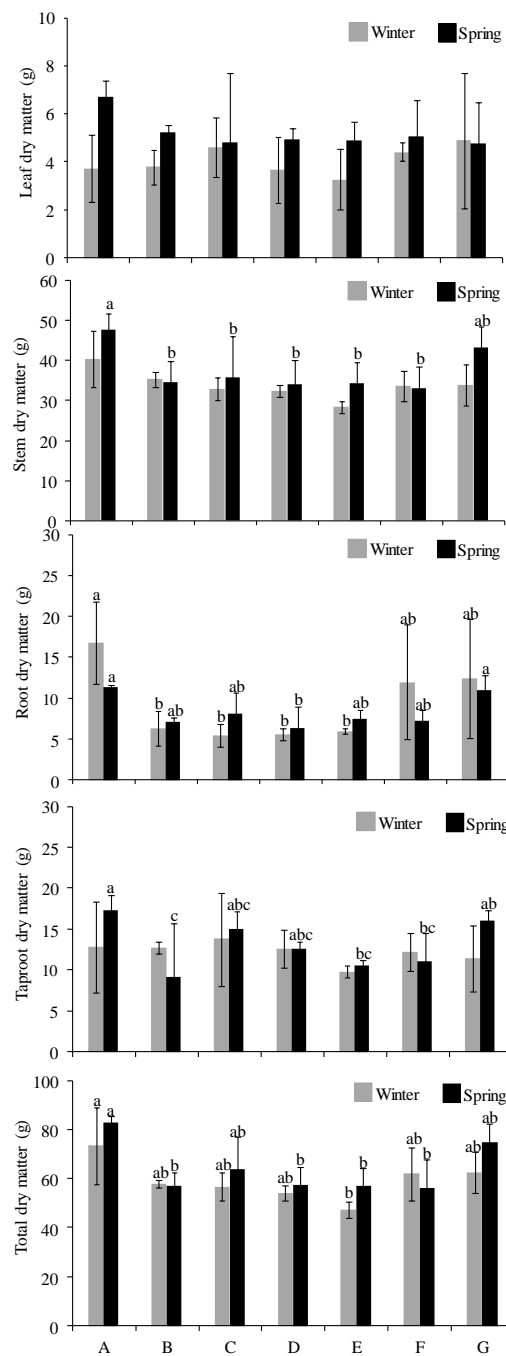 10
Winter
Spring
8
6
4
2
0
Leaf dry matter (g)
60
Winter
Spring
50
40
30
20
10
0
Stem dry matter (g)
a
b
b
b
b
b
ab
30
Winter
Spring
25
20
15
10
5
0
Root dry matter (g)
a
a
b
ab
b
ab
b
b
b
ab
ab
ab
ab
a
30
Winter
Spring
25
20
15
10
5
0
Taproot dry matter (g)
a
c
abc
abc
bc
bc
ab
100
Winter
Spring
80
60
40
20
0
Total dry matter (g)
a
a
ab
b
ab
ab
ab
b
b
b
ab
b
ab
ab
A B C D E F G